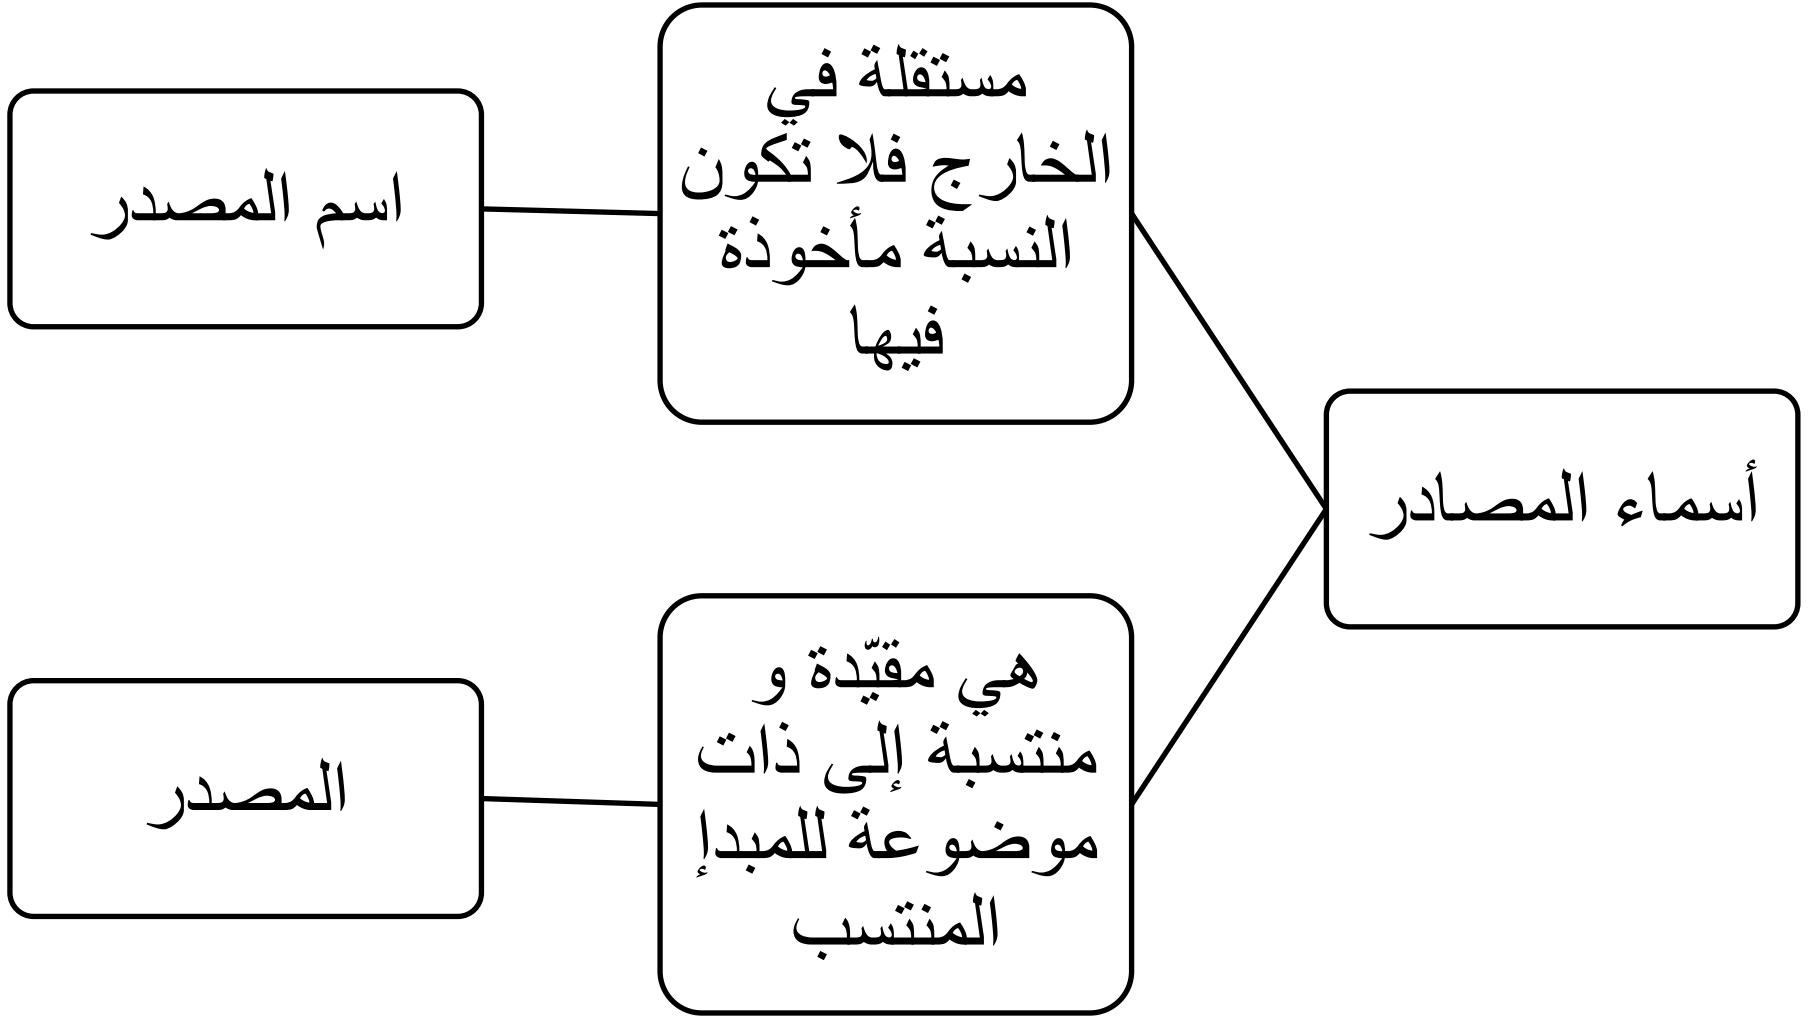 أسماء المصادر
مستقلة في
الخارج فلا تكون
النسبة مأخوذة
فيها
اسم المصدر
هي مقيّدة و
منتسبة إلى ذات
موضوعة للمبدإ
المنتسب
المصدر